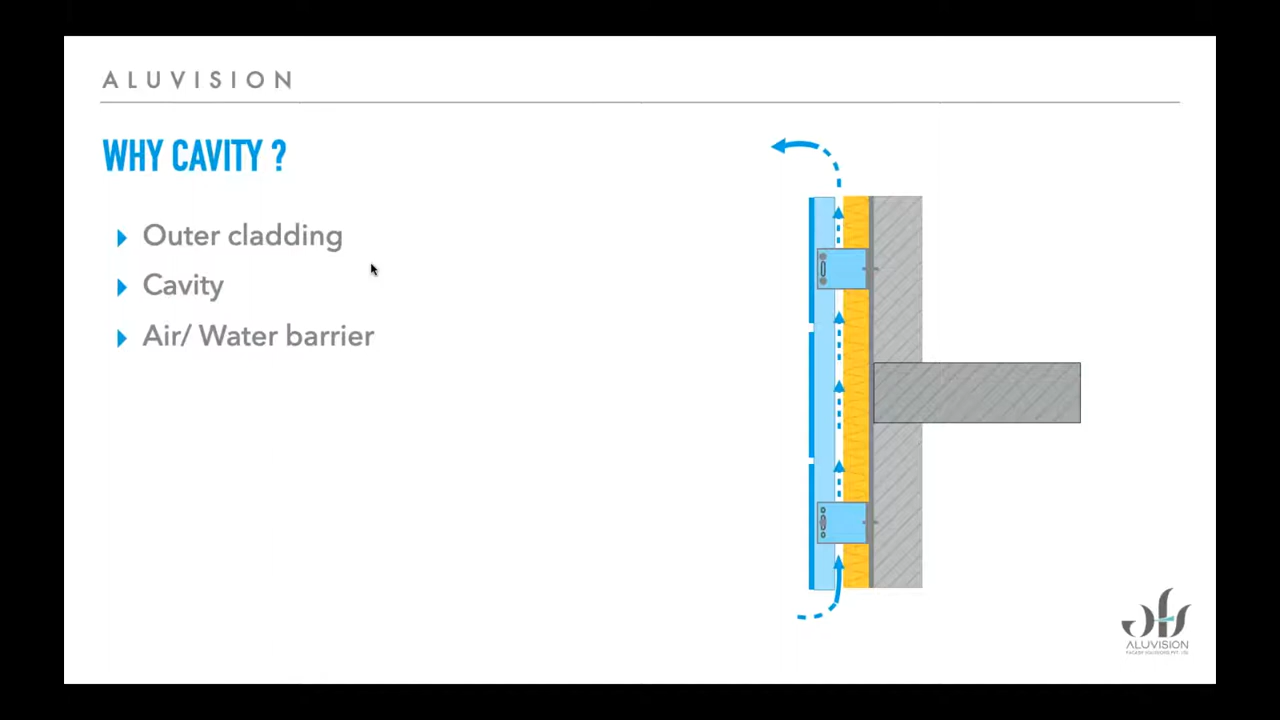 ALUVISION
WHY CAVITY ?
Outer cladding
Cavity
Air/ Water barrier
ALUVISION